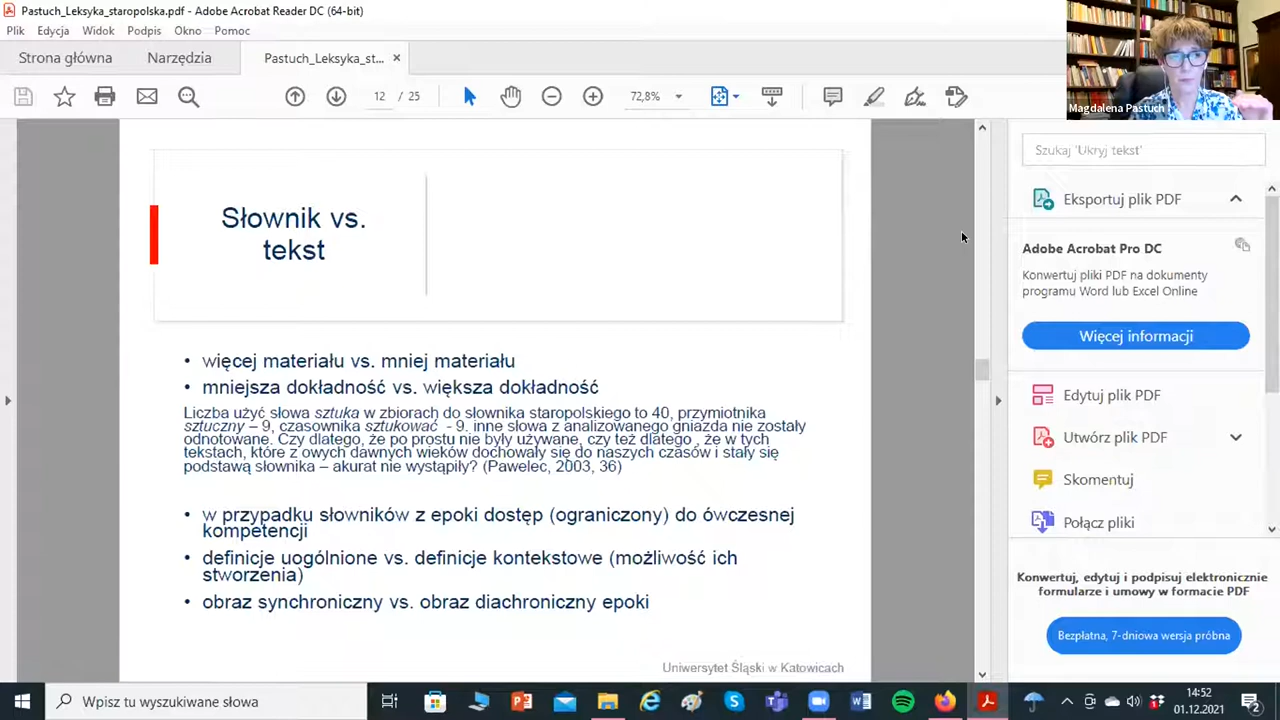 Pastuch_Leksyka_staropolska.pdf - Adobe Acrobat Reader DC (64-bit)
Plik Edycja Widok Podpis Okno Pomoc
Strona główna Narzędzia Pastuch_Leksyka_st... ×
12 / 25 72,8%
Magdalena Pastuch
Słownik vs.
tekst
• więcej materiału vs. mniej materiału
• mniejsza dokładność vs. większa dokładność
Liczba użyć słowa sztuka w zbiorach do słownika staropolskiego to 40, przymiotnika
sztuczny – 9, czasownika sztukować - 9. inne słowa z analizowanego gniazda nie zostały
odnotowane. Czy dlatego, że po prostu nie były używane, czy też dlatego , że w tych
tekstach, które z owych dawnych wieków dochowały się do naszych czasów i stały się
podstawą słownika – akurat nie wystąpiły? (Pawelec, 2003, 36)
• w przypadku słowników z epoki dostęp (ograniczony) do ówczesnej
kompetencji
• definicje uogólnione vs. definicje kontekstowe (możliwość ich
stworzenia)
• obraz synchroniczny vs. obraz diachroniczny epoki
Uniwersytet Śląski w Katowicach
Szukaj 'Ukryj tekst'
Eksportuj plik PDF
Adobe Acrobat Pro DC
Konwertuj pliki PDF na dokumenty
programu Word lub Excel Online
Więcej informacji
Edytuj plik PDF
Utwórz plik PDF
Skomentuj
Połącz pliki
Konwertuj, edytuj i podpisuj elektronicznie
formularze i umowy w formacie PDF
Bezpłatna, 7-dniowa wersja próbna
Wpisz tu wyszukiwane słowa
14:52
01.12.2021
2